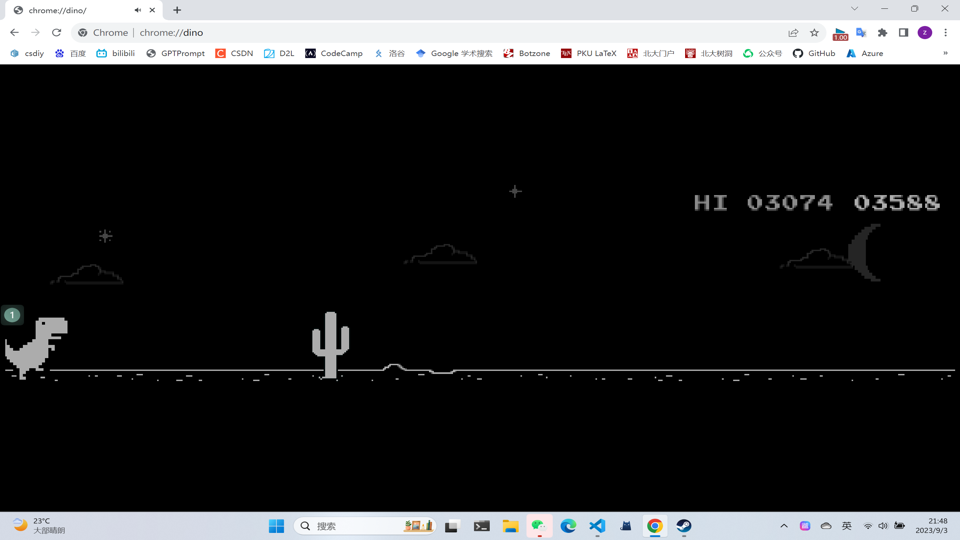 chrome://dino/
Chrome | chrome://dino
1.00
z
csdiy 百度 bilibili GPTPrompt CSDN D2L CodeCamp 洛谷 Google 学术搜索 Botzone PKU LaTeX 北大门户 北大树洞 公众号 GitHub Azure »
HI 03074 03588
1
23°C
大部晴朗
搜索
英
21:48
2023/9/3